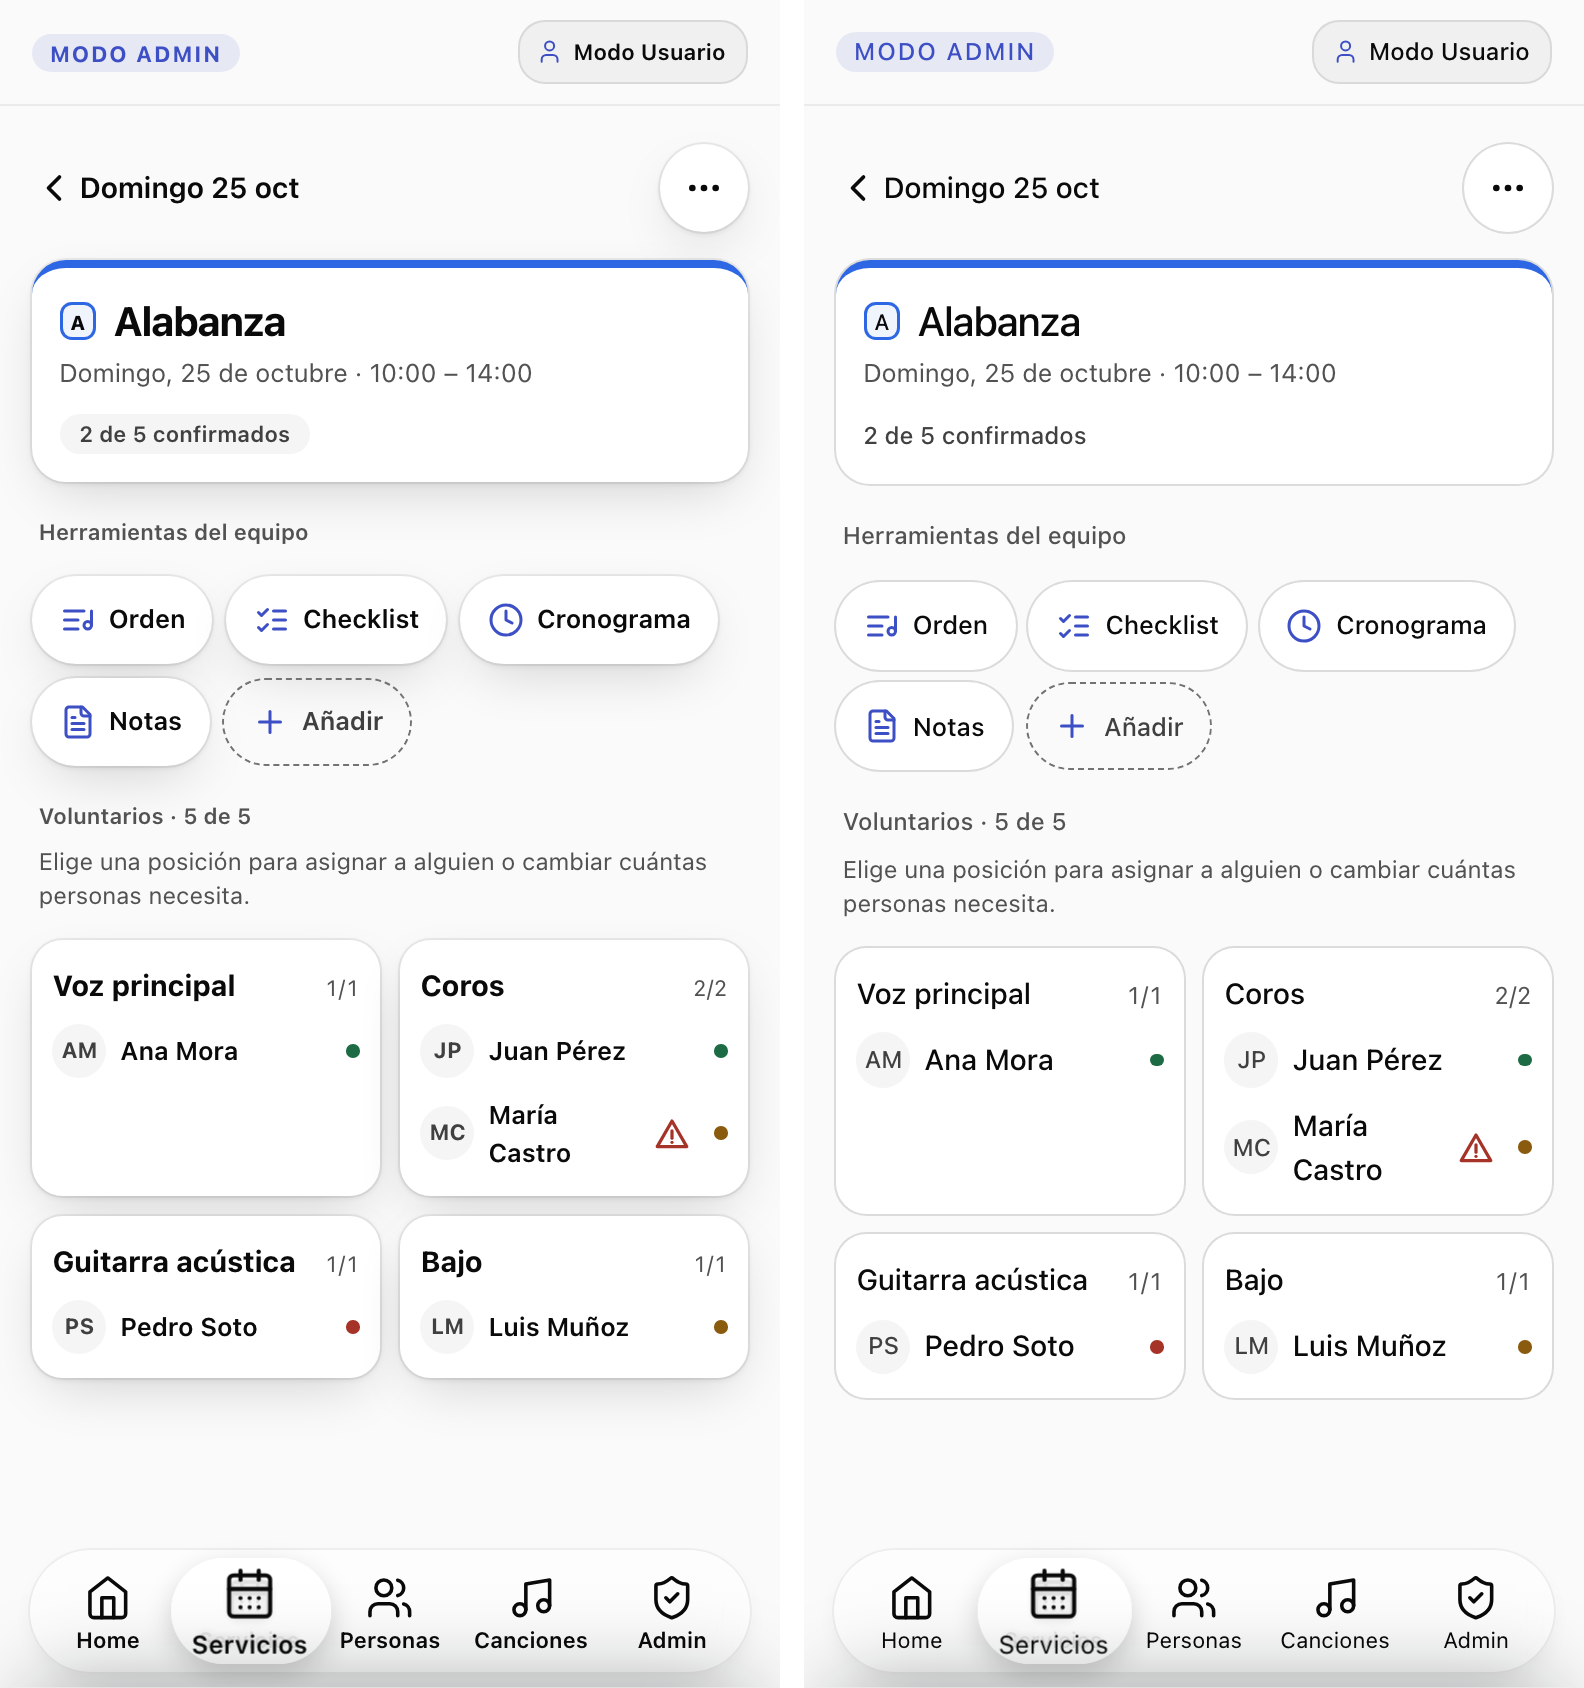 MODO ADMIN
Modo Usuario
Domingo 25 oct
A Alabanza
Domingo, 25 de octubre · 10:00 – 14:00
2 de 5 confirmados
Herramientas del equipo
Orden
Checklist
Cronograma
Notas
Añadir
Voluntarios · 5 de 5
Elige una posición para asignar a alguien o cambiar cuántas
personas necesita.
Voz principal 1/1
AM Ana Mora
Coros 2/2
JP Juan Pérez
MC María
Castro
Guitarra acústica 1/1
PS Pedro Soto
Bajo 1/1
LM Luis Muñoz
Home
Servicios
Personas
Canciones
Admin
MODO ADMIN
Modo Usuario
Domingo 25 oct
A Alabanza
Domingo, 25 de octubre · 10:00 – 14:00
2 de 5 confirmados
Herramientas del equipo
Orden
Checklist
Cronograma
Notas
Añadir
Voluntarios · 5 de 5
Elige una posición para asignar a alguien o cambiar cuántas
personas necesita.
Voz principal 1/1
AM Ana Mora
Coros 2/2
JP Juan Pérez
MC María
Castro
Guitarra acústica 1/1
PS Pedro Soto
Bajo 1/1
LM Luis Muñoz
Home
Servicios
Personas
Canciones
Admin